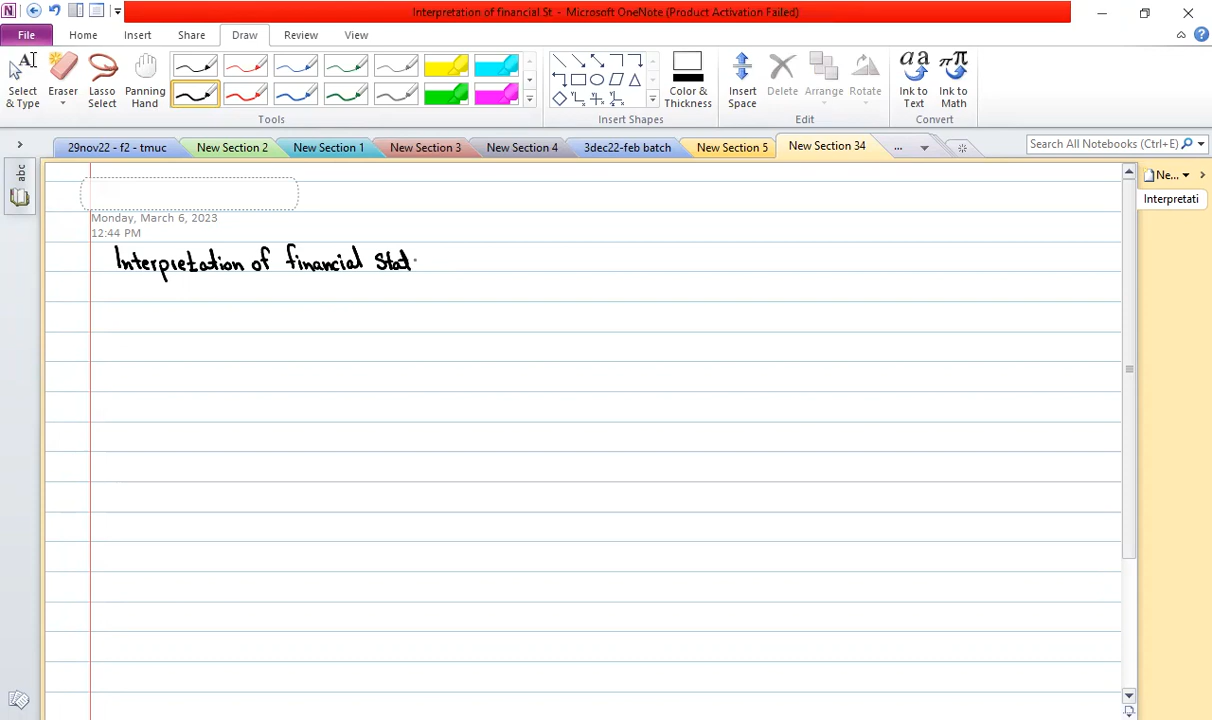 Interpretation of financial St - Microsoft OneNote (Product Activation Failed)
File Home Insert Share Draw Review View
Select & Type
Eraser
Lasso Select
Panning Hand
Color & Thickness
Insert Space
Delete
Arrange
Rotate
Ink to Text
Ink to Math
Tools
Insert Shapes
Edit
Convert
29nov22 - f2 - tmuc New Section 2 New Section 1 New Section 3 New Section 4 3dec22-feb batch New Section 5 New Section 34 ... Search All Notebooks (Ctrl+E)
abc
Ne...
Interpretati
Monday, March 6, 2023
12:44 PM
Interpretation of financial Stat